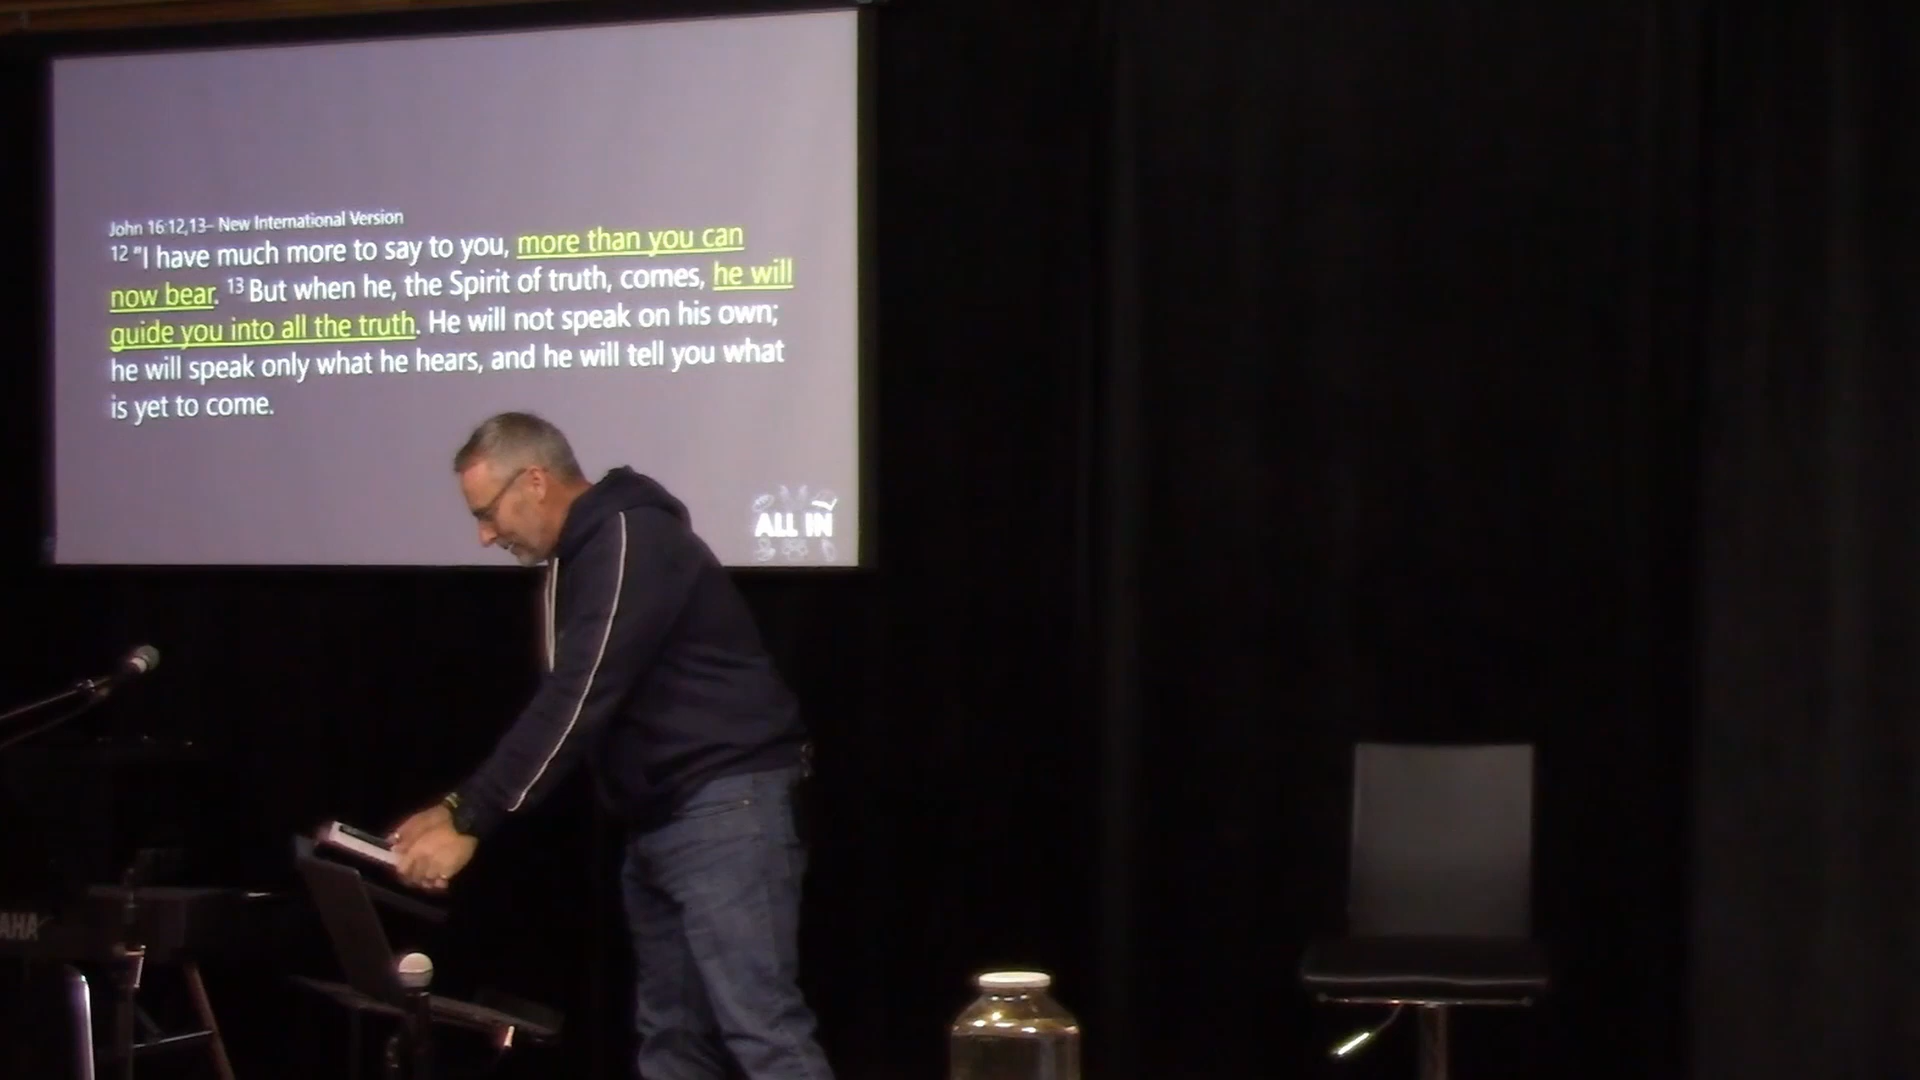 John 16:12,13– New International Version
12 "I have much more to say to you, more than you can
now bear. 13 But when he, the Spirit of truth, comes, he will
guide you into all the truth. He will not speak on his own;
he will speak only what he hears, and he will tell you what
is yet to come.
ALL IN
AHA